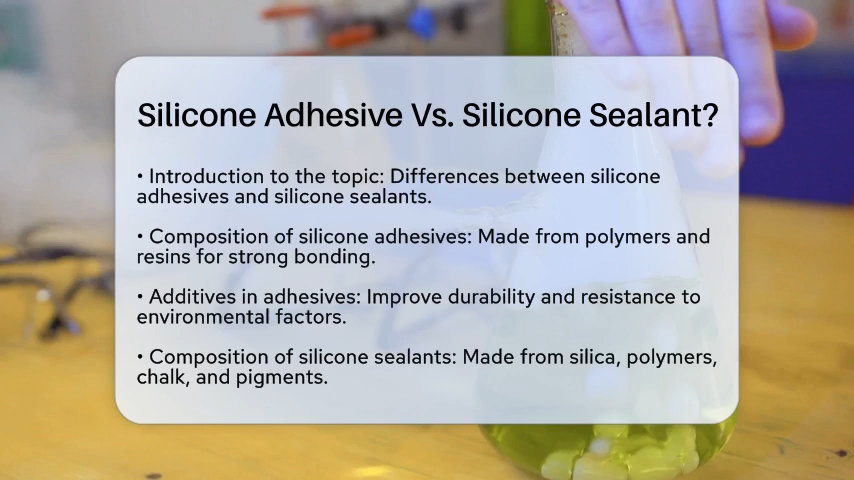 Silicone Adhesive Vs. Silicone Sealant?
• Introduction to the topic: Differences between silicone
adhesives and silicone sealants.
• Composition of silicone adhesives: Made from polymers and
resins for strong bonding.
• Additives in adhesives: Improve durability and resistance to
environmental factors.
• Composition of silicone sealants: Made from silica, polymers,
chalk, and pigments.